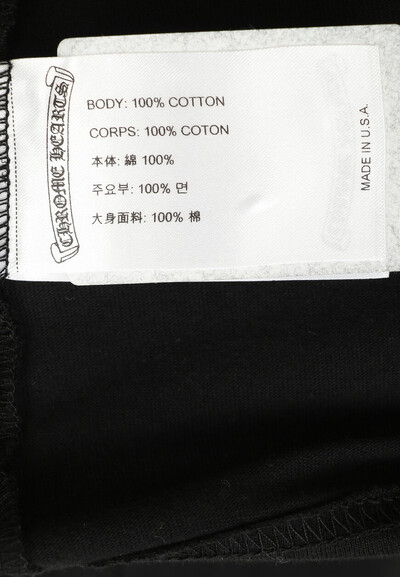 CHROME HEARTS
BODY: 100% COTTON
CORPS: 100% COTON
本体: 綿 100%
주요부: 100% 면
大身面料: 100% 棉
MADE IN U.S.A.